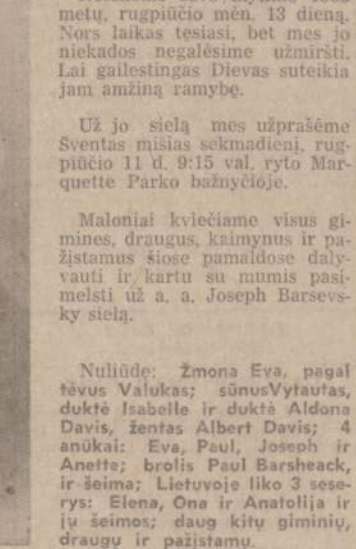 metų, rugpiūčio mėn. 13 dieną.
Nors laikas tęsiasi, bet mes jo
niekados negalėsime užmiršti.
Lai gailestingas Dievas suteikia
jam amžiną ramybę.
Už jo sielą mes užprašėme
Šventas mišias sekmadienį, rug-
piūčio 11 d. 9:15 val. ryto Mar-
quette Parko bažnyčioje.
Maloniai kviečiame visus gi-
mines, draugus, kaimynus ir pa-
žįstamus šiose pamaldose daly-
vauti ir kartu su mumis pasi-
melsti už a. a. Joseph Barsevs-
ky sielą.
Nuliūdę: Žmona Eva, pagal
tėvus Valukas; sūnusVytautas,
duktė Isabelle ir duktė Aldona
Davis, žentas Albert Davis; 4
anūkai: Eva, Paul, Joseph ir
Anette; brolis Paul Barsheack,
ir šeima; Lietuvoje liko 3 sese-
rys: Elena, Ona ir Anatolija ir
jų šeimos; daug kitų giminių,
draugų ir pažįstamų.